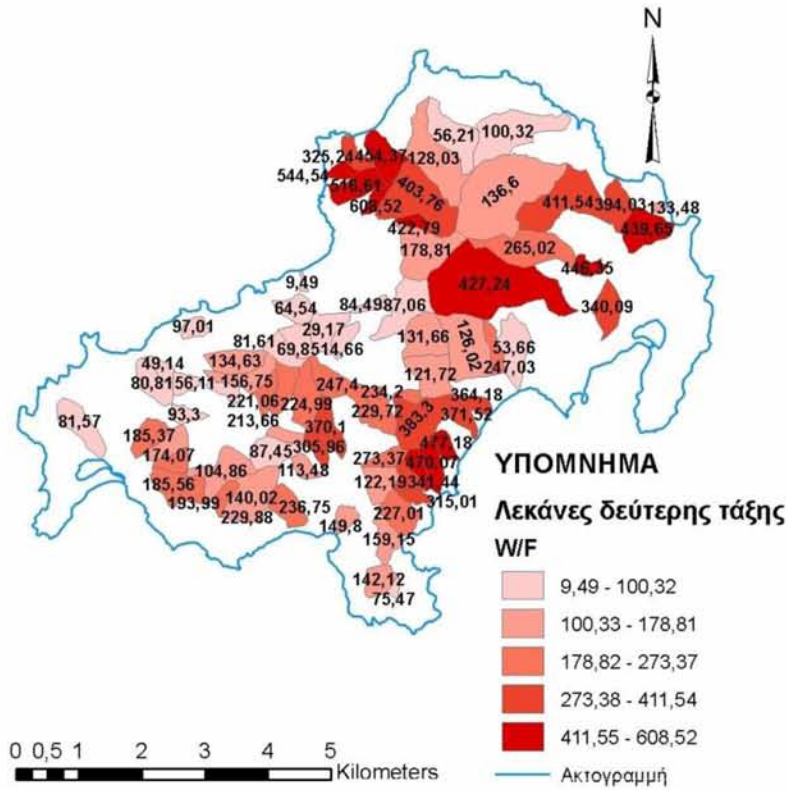 N
56,21 100,32
325,24 454,37 128,03
544,54 516,61 403,76 136,6
608,52 411,54 394,03 133,48
422,79 439,65
178,81 265,02
446,35
9,49 427,24
64,54 84,49 87,06 340,09
97,01 29,17
81,61 69,85 14,66 131,66 126,02 53,66
49,14 134,63 247,03
80,81 56,11 156,75 247,4 234,2 121,72 364,18
221,06 224,99 229,72 383,3 371,52
81,57 93,3 213,66 370,1
185,37 87,45 305,96 477,18
174,07 273,37 470,07
104,86 113,48
185,56 122,19 341,44
193,99 140,02 236,75 315,01
229,88 227,01
149,8
159,15
142,12
75,47
ΥΠΟΜΝΗΜΑ
Λεκάνες δεύτερης τάξης
W/F
9,49 - 100,32
100,33 - 178,81
178,82 - 273,37
273,38 - 411,54
411,55 - 608,52
Ακτογραμμή
0 0,5 1 2 3 4 5
Kilometers